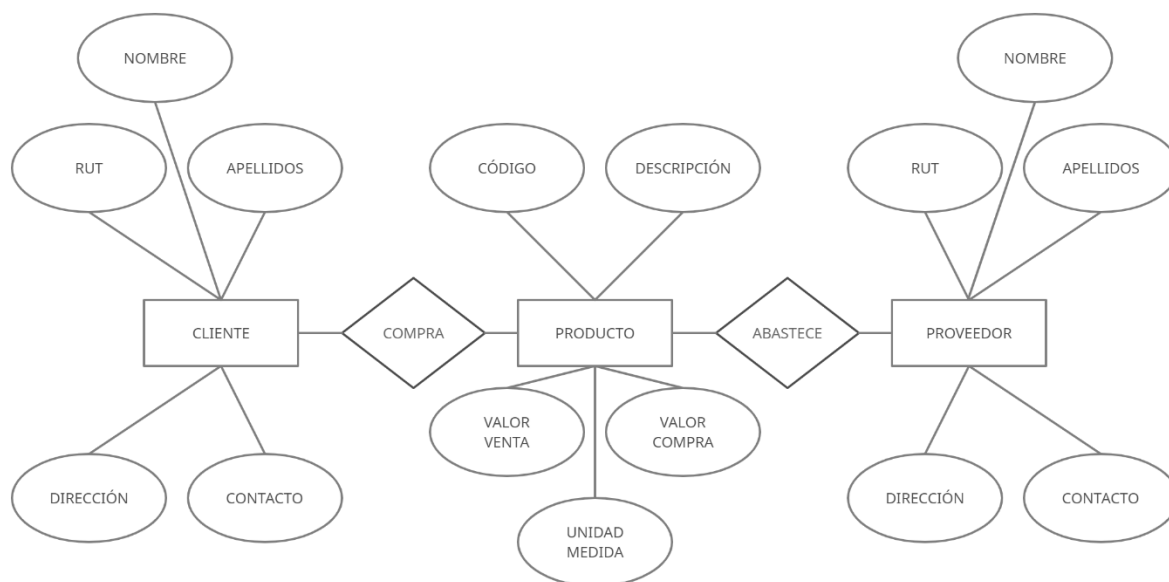 NOMBRE
NOMBRE
RUT
APELLIDOS
CÓDIGO
DESCRIPCIÓN
RUT
APELLIDOS
CLIENTE
COMPRA
PRODUCTO
ABASTECE
PROVEEDOR
VALOR
VENTA
VALOR
COMPRA
DIRECCIÓN
CONTACTO
DIRECCIÓN
CONTACTO
UNIDAD
MEDIDA